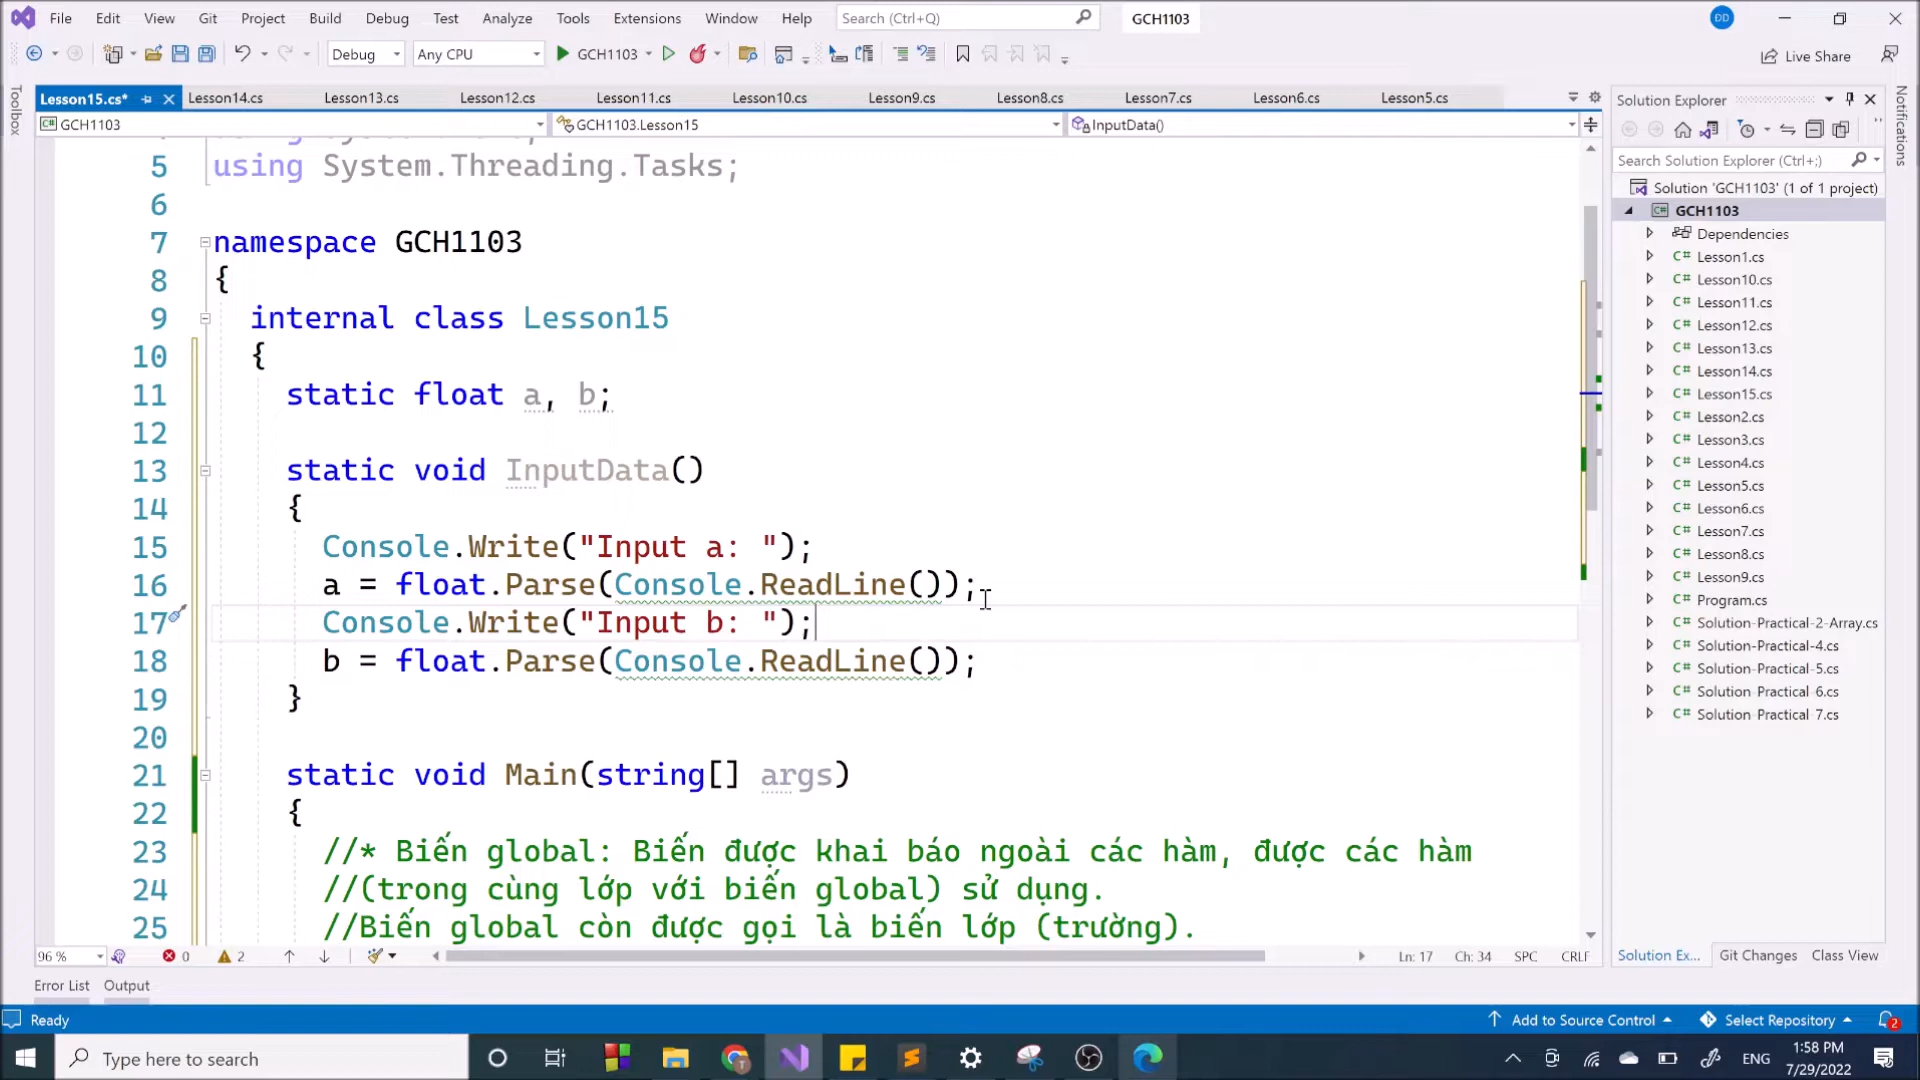 File Edit View Git Project Build Debug Test Analyze Tools Extensions Window Help Search (Ctrl+Q) GCH1103 ĐD
Debug Any CPU GCH1103 Live Share
Lesson15.cs* Lesson14.cs Lesson13.cs Lesson12.cs Lesson11.cs Lesson10.cs Lesson9.cs Lesson8.cs Lesson7.cs Lesson6.cs Lesson5.cs
GCH1103 GCH1103.Lesson15 InputData()
Toolbox
5 using System.Threading.Tasks;
6
7 namespace GCH1103
8 {
9 internal class Lesson15
10 {
11 static float a, b;
12
13 static void InputData()
14 {
15 Console.Write("Input a: ");
16 a = float.Parse(Console.ReadLine());
17 Console.Write("Input b: ");
18 b = float.Parse(Console.ReadLine());
19 }
20
21 static void Main(string[] args)
22 {
23 //* Biến global: Biến được khai báo ngoài các hàm, được các hàm
24 //(trong cùng lớp với biến global) sử dụng.
25 //Biến global còn được gọi là biến lớp (trường).
96 % 0 2 Ln: 17 Ch: 34 SPC CRLF
Error List Output
Solution Explorer
Search Solution Explorer (Ctrl+;)
Solution 'GCH1103' (1 of 1 project)
GCH1103
Dependencies
C# Lesson1.cs
C# Lesson10.cs
C# Lesson11.cs
C# Lesson12.cs
C# Lesson13.cs
C# Lesson14.cs
C# Lesson15.cs
C# Lesson2.cs
C# Lesson3.cs
C# Lesson4.cs
C# Lesson5.cs
C# Lesson6.cs
C# Lesson7.cs
C# Lesson8.cs
C# Lesson9.cs
C# Program.cs
C# Solution-Practical-2-Array.cs
C# Solution-Practical-4.cs
C# Solution-Practical-5.cs
C# Solution-Practical-6.cs
C# Solution-Practical-7.cs
Solution Ex... Git Changes Class View
Notifications
Ready Add to Source Control Select Repository 2
Type here to search ENG 1:58 PM
7/29/2022